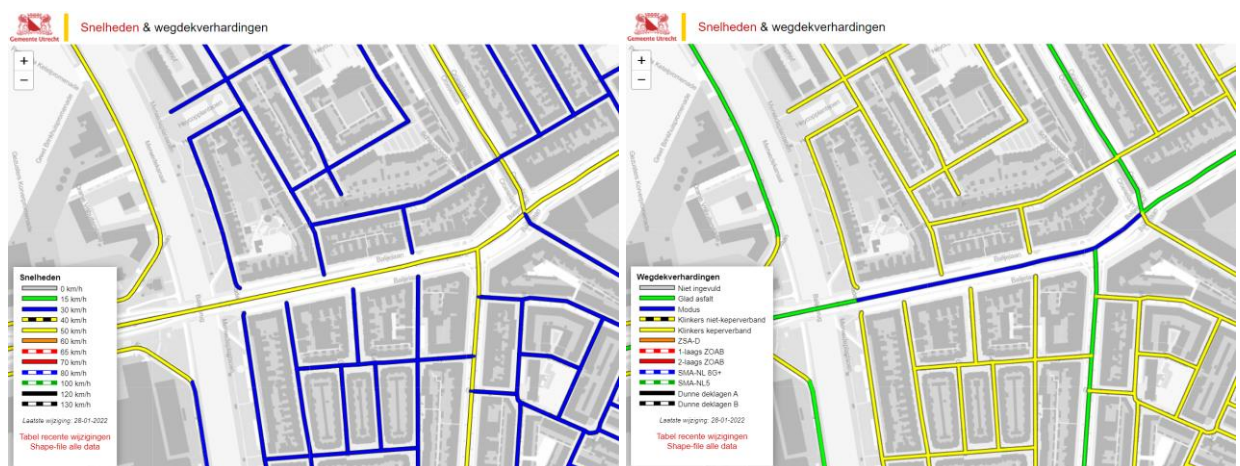 Gemeente Utrecht
Snelheden & wegdekverhardingen
+
−
Snelheden
0 km/h
15 km/h
30 km/h
40 km/h
50 km/h
60 km/h
65 km/h
70 km/h
80 km/h
100 km/h
120 km/h
130 km/h
Laatste wijziging: 28-01-2022
Tabel recente wijzigingen
Shape-file alle data
Gemeente Utrecht
Snelheden & wegdekverhardingen
+
−
Wegdekverhardingen
Niet ingevuld
Glad asfalt
Modus
Klinkers niet-keperverband
Klinkers keperverband
ZSA-D
1-laags ZOAB
2-laags ZOAB
SMA-NL 8G+
SMA-NL5
Dunne deklagen A
Dunne deklagen B
Laatste wijziging: 28-01-2022
Tabel recente wijzigingen
Shape-file alle data